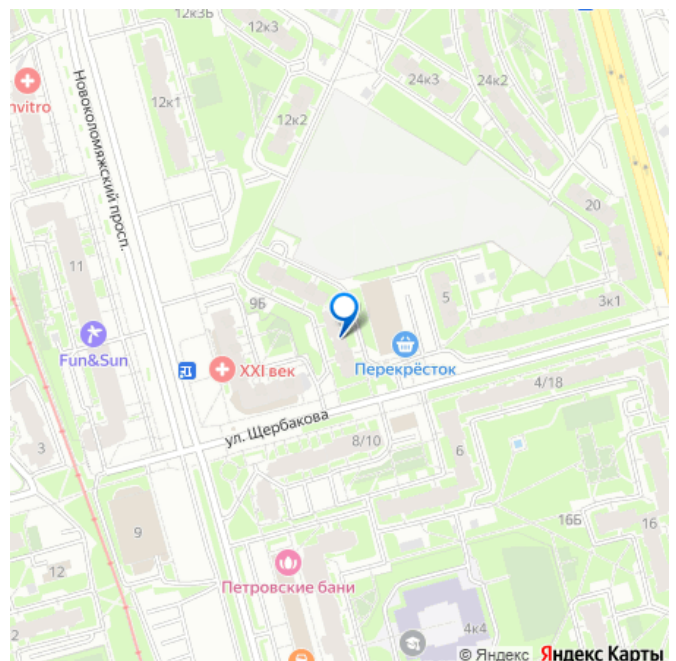 12к3Б
12к3
24к3
24к2
nvitro
12к1
12к2
Новоколомяжский просп.
20
11
9Б
5
3к1
Fun&Sun
XXI век
Перекрёсток
4/18
ул. Щербакова
3
8/10
6
9
16Б
16
12
Петровские бани
2
4к4
© Яндекс Яндекс Карты